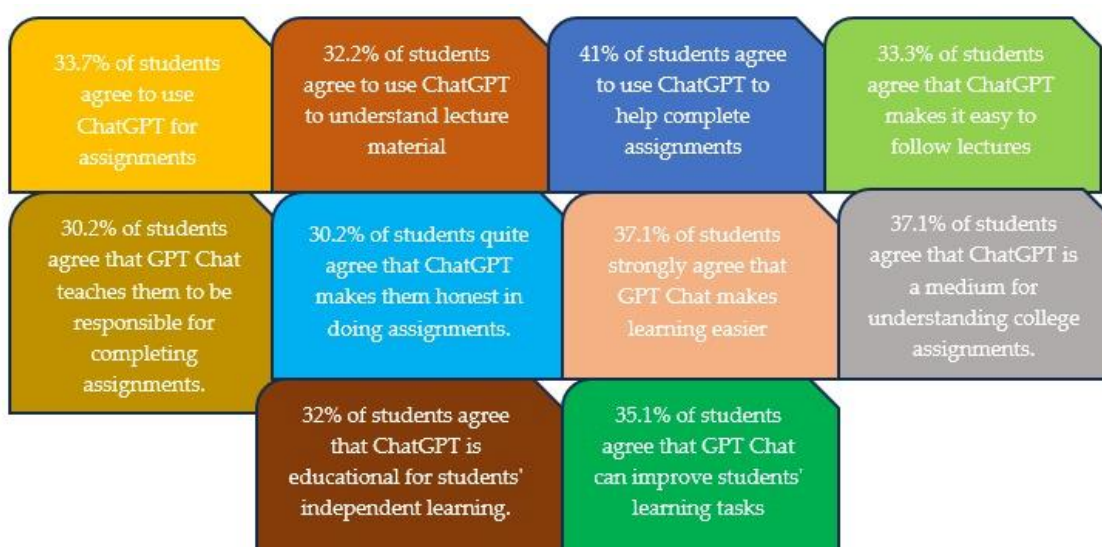 33.7% of students
agree to use
ChatGPT for
assignments
32.2% of students
agree to use ChatGPT
to understand lecture
material
41% of students agree
to use ChatGPT to
help complete
assignments
33.3% of students
agree that ChatGPT
makes it easy to
follow lectures
30.2% of students
agree that GPT Chat
teaches them to be
responsible for
completing
assignments.
30.2% of students quite
agree that ChatGPT
makes them honest in
doing assignments.
37.1% of students
strongly agree that
GPT Chat makes
learning easier
37.1% of students
agree that ChatGPT is
a medium for
understanding college
assignments.
32% of students agree
that ChatGPT is
educational for students'
independent learning.
35.1% of students
agree that GPT Chat
can improve students'
learning tasks